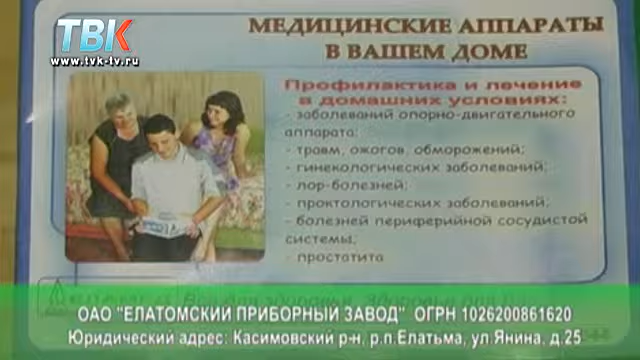 ТВК
www.tvk-tv.ru
МЕДИЦИНСКИЕ АППАРАТЫ
В ВАШЕМ ДОМЕ
Профилактика и лечение
в домашних условиях:
- заболеваний опорно-двигательного
аппарата;
- травм, ожогов, обморожений;
- гинекологических заболеваний;
- лор-болезней;
- проктологических заболеваний;
- болезней периферийной сосудистой
системы;
- простатита
ОАО "ЕЛАТОМСКИЙ ПРИБОРНЫЙ ЗАВОД" ОГРН 1026200861620
Юридический адрес: Касимовский р-н, р.п.Елатьма, ул.Янина, д.25